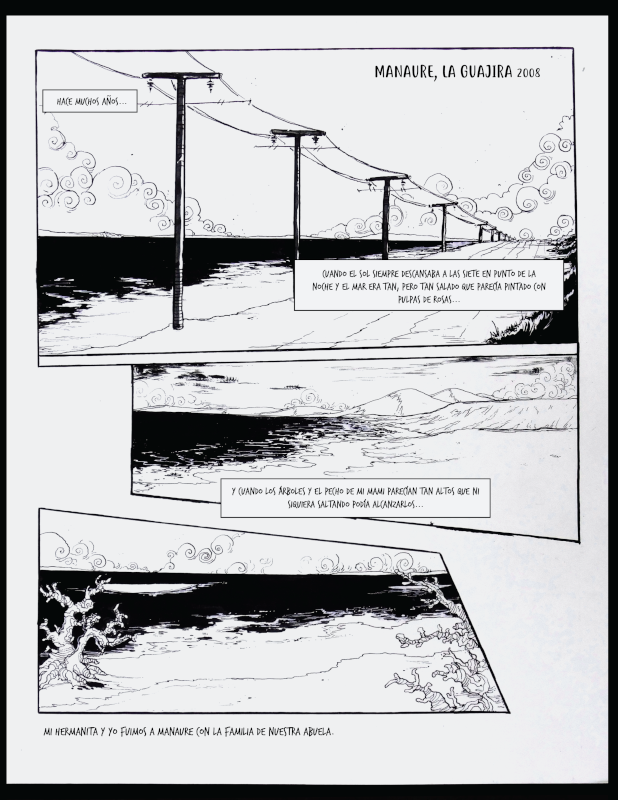 MANAURE, LA GUAJIRA 2008
HACE MUCHOS AÑOS...
CUANDO EL SOL SIEMPRE DESCANSABA A LAS SIETE EN PUNTO DE LA
NOCHE Y EL MAR ERA TAN, PERO TAN SALADO QUE PARECÍA PINTADO CON
PULPAS DE ROSAS...
Y CUANDO LOS ÁRBOLES Y EL PECHO DE MI MAMI PARECÍAN TAN ALTOS QUE NI
SIQUIERA SALTANDO PODÍA ALCANZARLOS...
MI HERMANITA Y YO FUIMOS A MANAURE CON LA FAMILIA DE NUESTRA ABUELA.